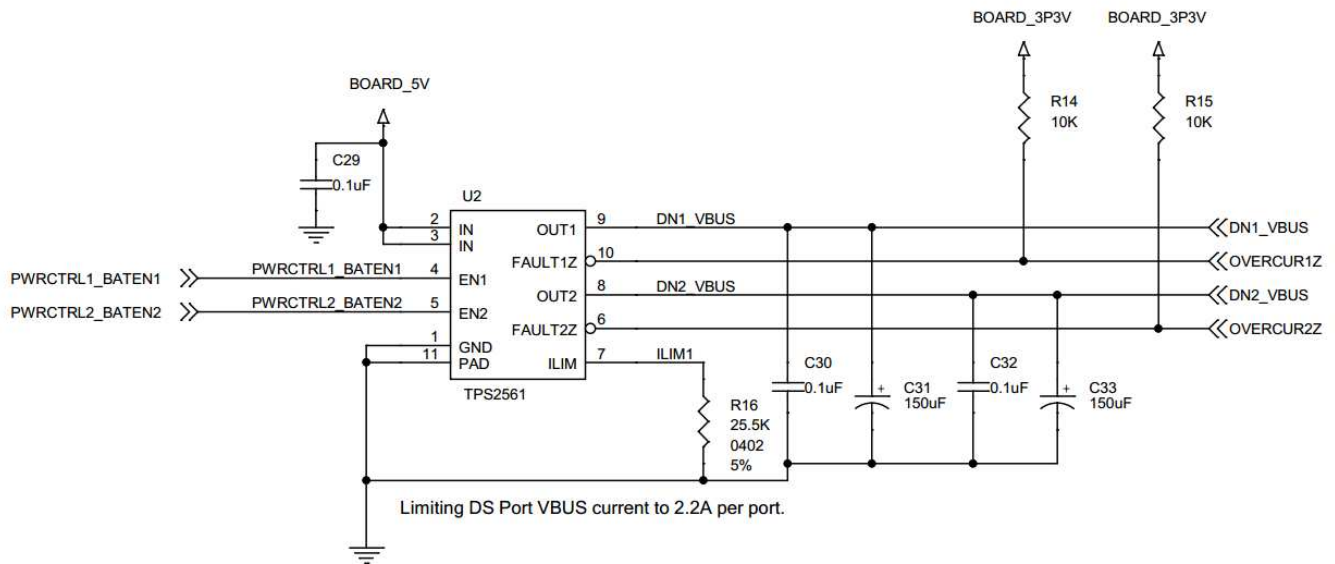 BOARD_3P3V
BOARD_3P3V
BOARD_5V
R14
10K
R15
10K
C29
0.1uF
U2
2
IN
3
IN
OUT1
9
DN1_VBUS
DN1_VBUS
FAULT1Z
10
OVERCUR1Z
PWRCTRL1_BATEN1
PWRCTRL1_BATEN1
4
EN1
OUT2
8
DN2_VBUS
DN2_VBUS
PWRCTRL2_BATEN2
PWRCTRL2_BATEN2
5
EN2
FAULT2Z
6
OVERCUR2Z
1
GND
11
PAD
ILIM
7
ILIM1
TPS2561
R16
25.5K
0402
5%
C30
0.1uF
C31
+
150uF
C32
0.1uF
C33
+
150uF
Limiting DS Port VBUS current to 2.2A per port.